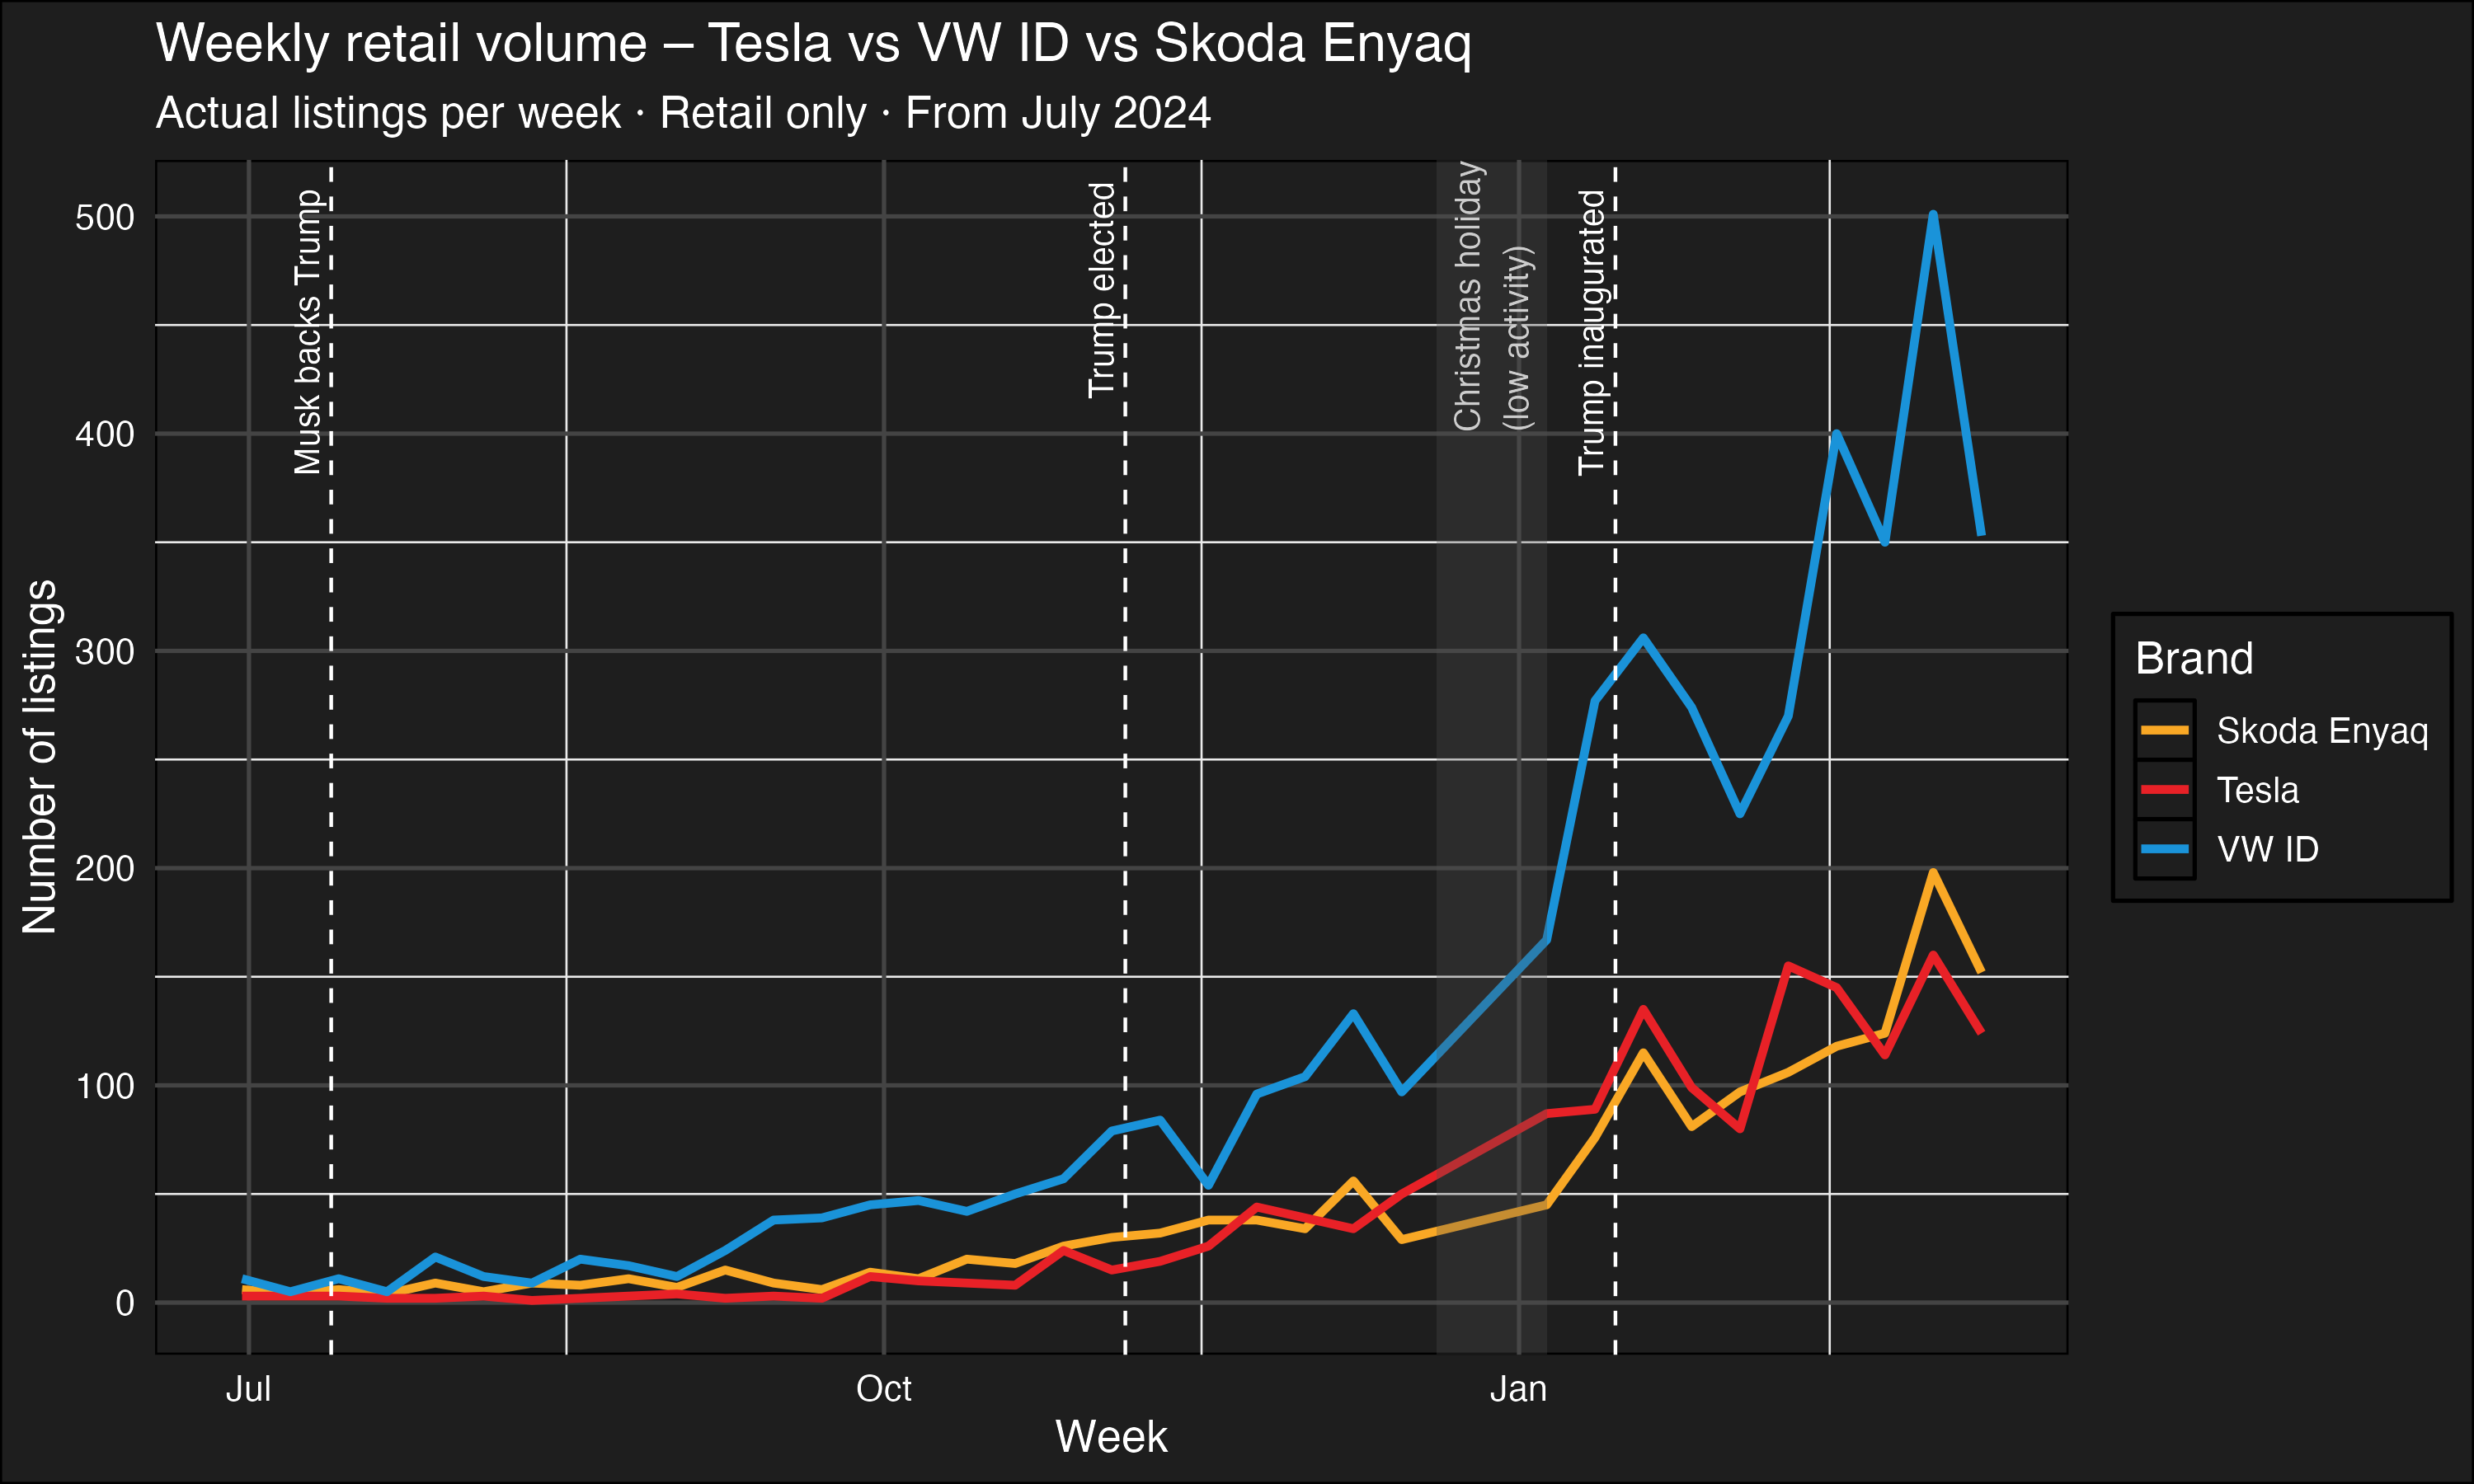 Weekly retail volume – Tesla vs VW ID vs Skoda Enyaq
Actual listings per week · Retail only · From July 2024
Musk backs Trump
Trump elected
Christmas holiday
(low activity)
Trump inaugurated
500
400
300
200
100
0
Number of listings
Jul
Oct
Jan
Week
Brand
Skoda Enyaq
Tesla
VW ID